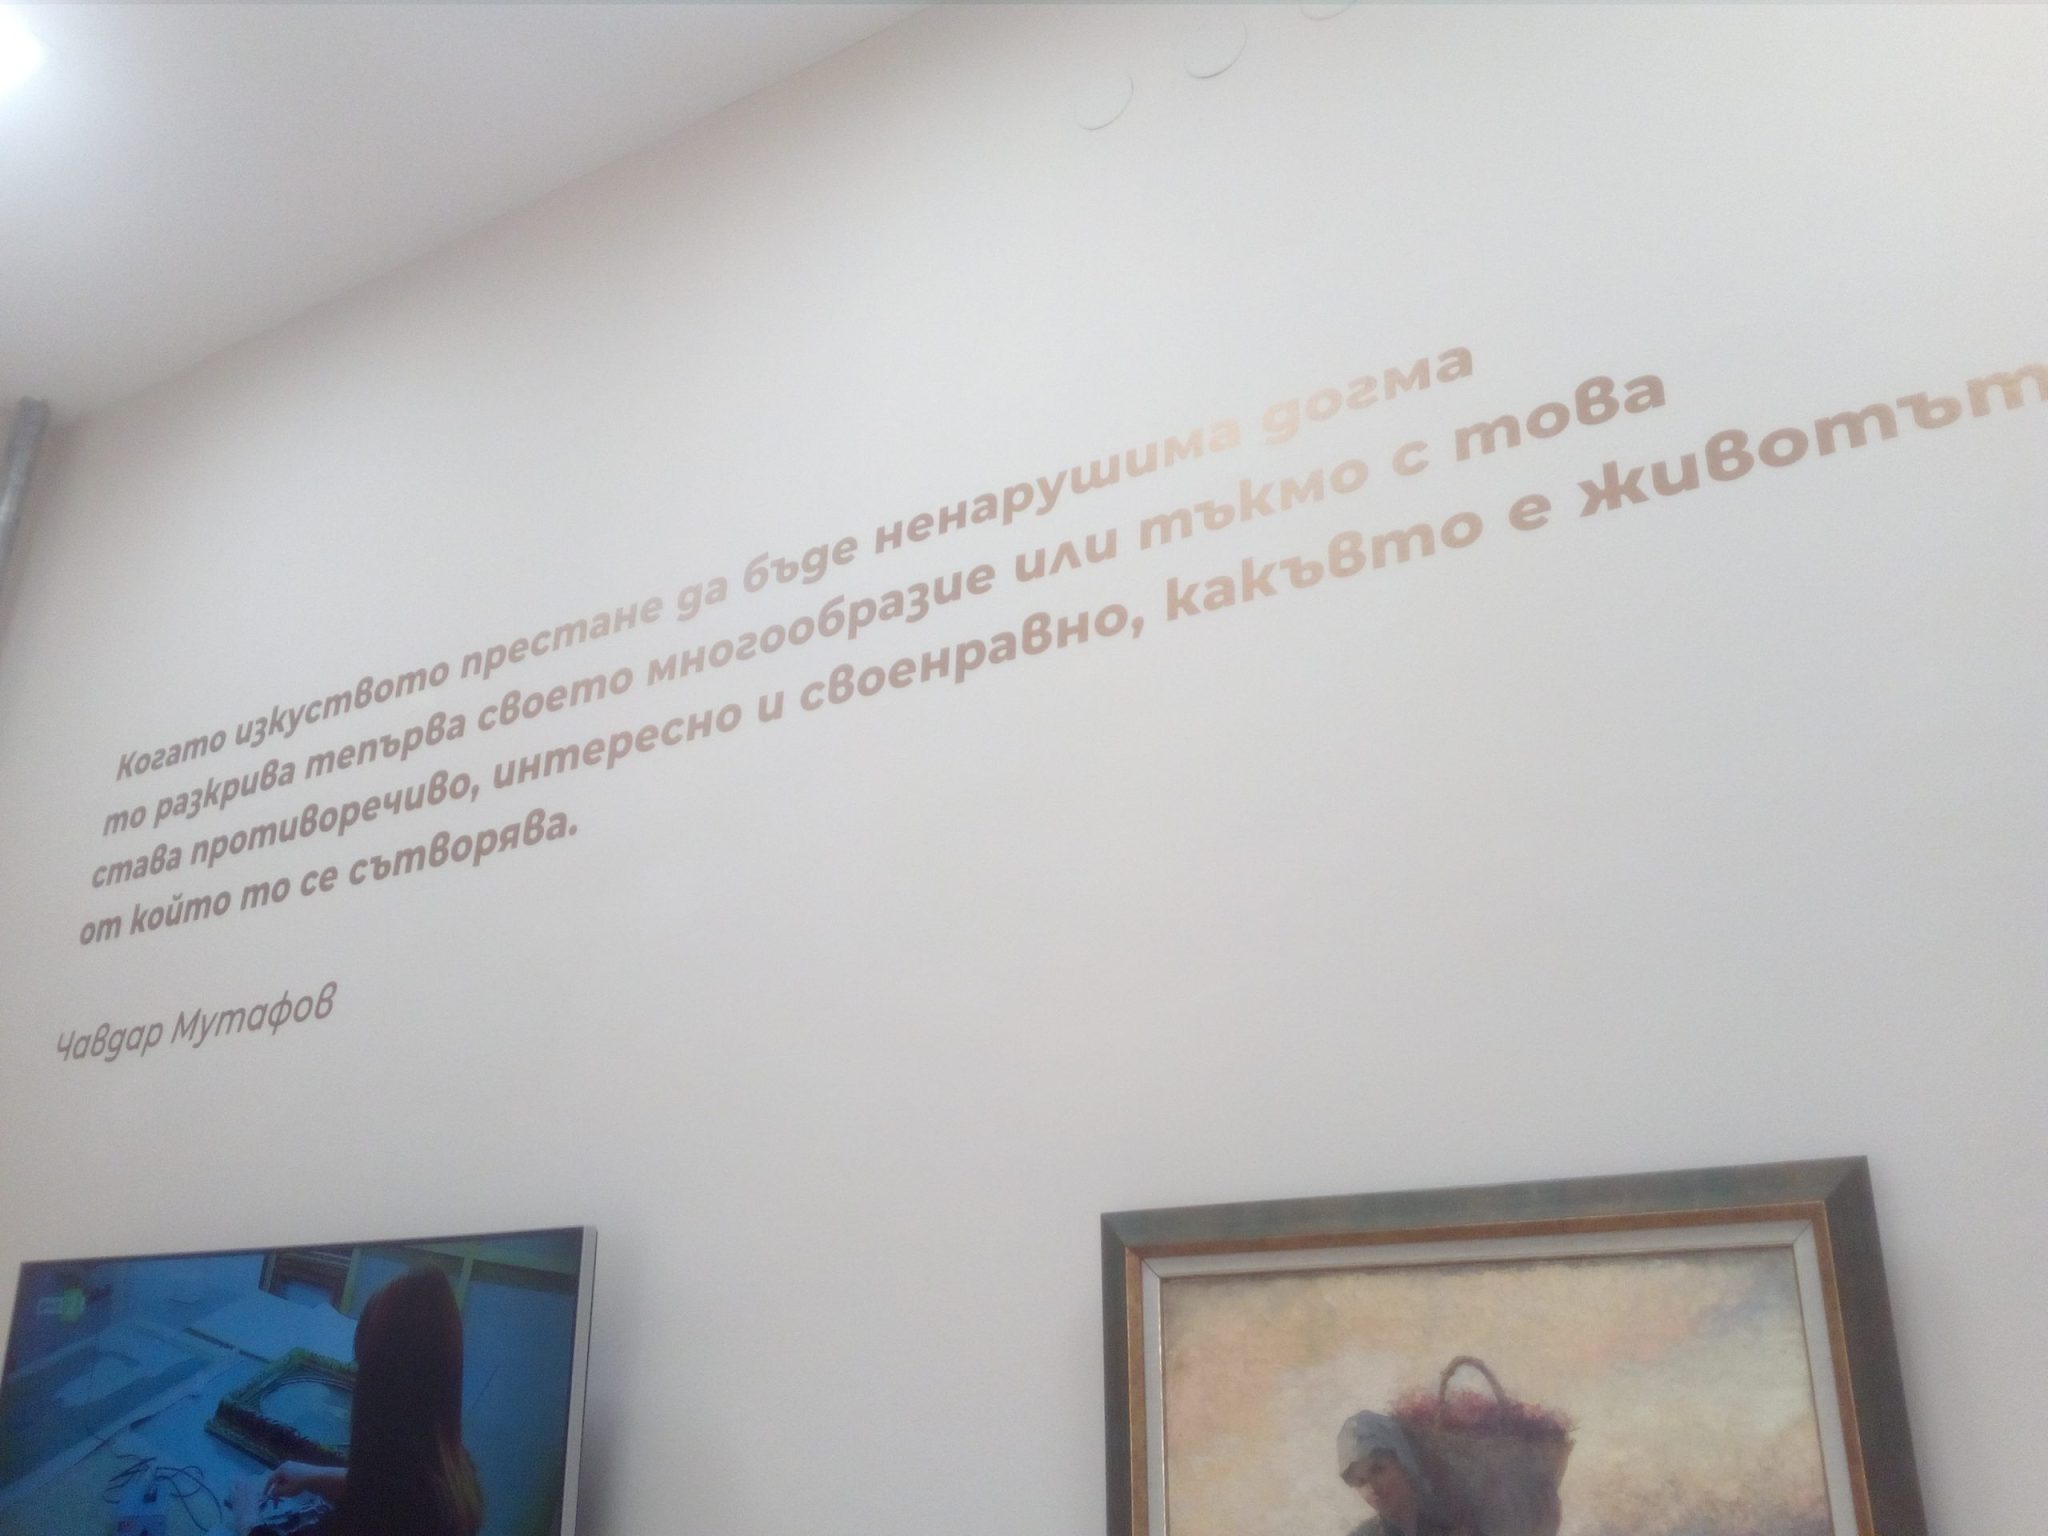 Когато изкуството престане да бъде ненарушима догма
то разкрива тепърва своето многообразие или тъкмо с това
става противоречиво, интересно и своенравно, какъвто е животът
от който то се сътворява.
Чавдар Мутафов